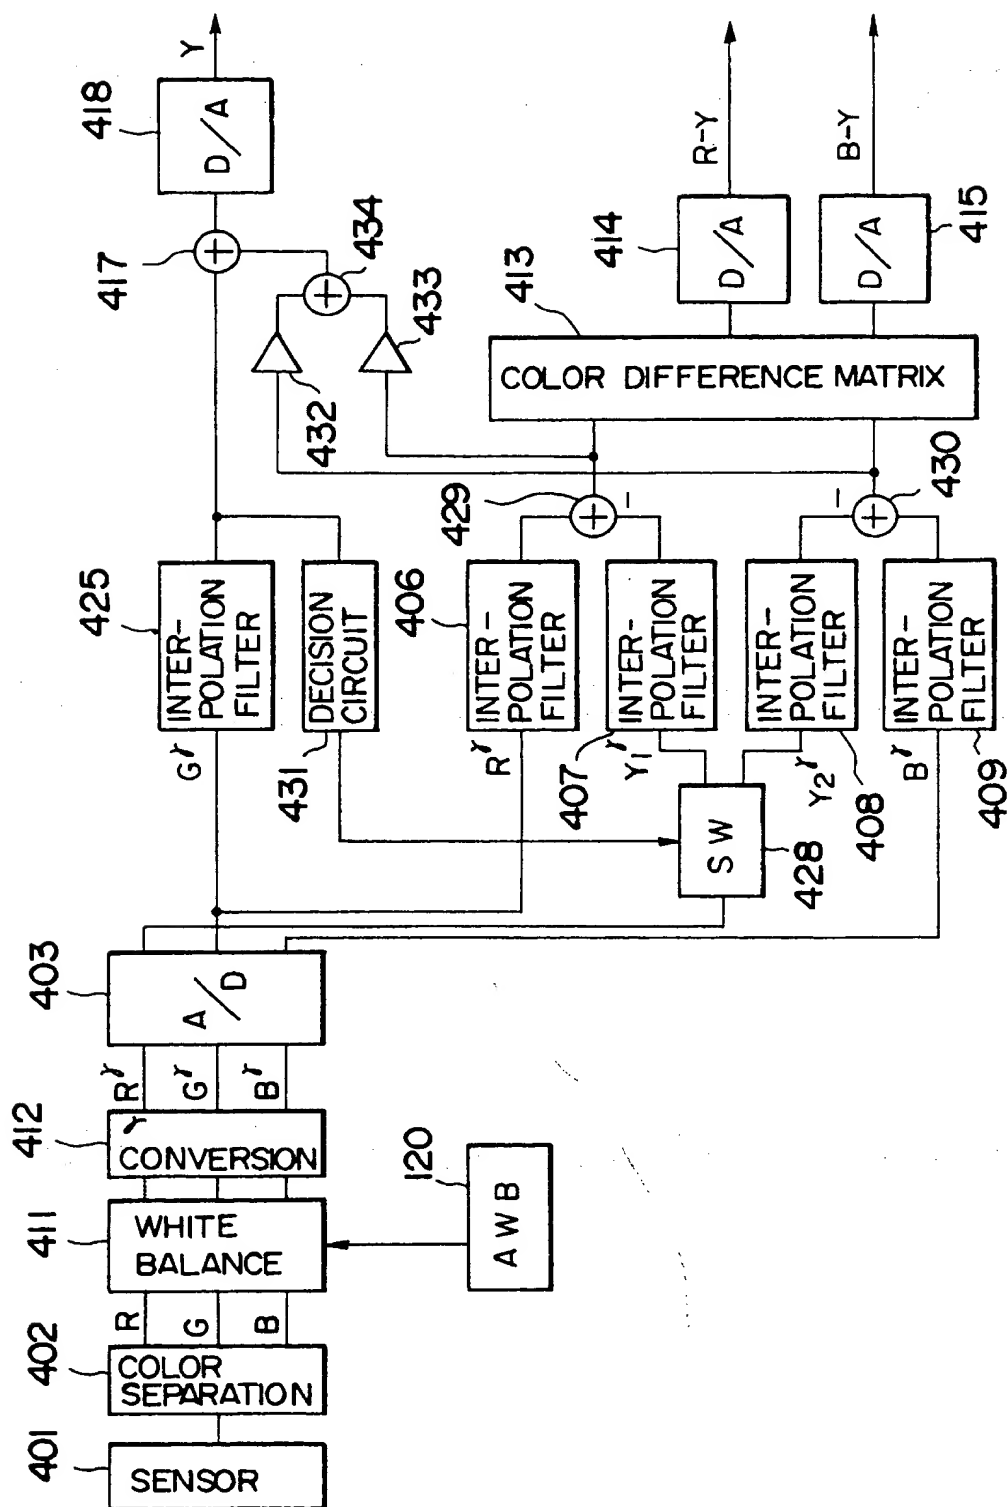 401
SENSOR
402
COLOR
SEPARATION
R
G
B
411
WHITE
BALANCE
120
AWB
412
γ
CONVERSION
Rγ
Gγ
Bγ
403
A/D
Gγ
425
INTER-
POLATION
FILTER
431
DECISION
CIRCUIT
Rγ
406
INTER-
POLATION
FILTER
428
SW
Y1γ
407
INTER-
POLATION
FILTER
Y2γ
408
INTER-
POLATION
FILTER
Bγ
409
INTER-
POLATION
FILTER
429
+
−
430
+
−
432
433
434
+
417
+
418
D/A
Y
413
COLOR DIFFERENCE MATRIX
414
D/A
R-Y
415
D/A
B-Y